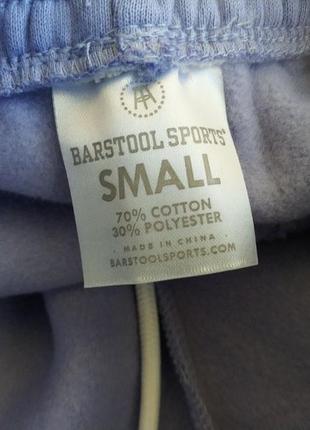 BARSTOOL SPORTS®
SMALL
70% COTTON
30% POLYESTER
• MADE IN CHINA •
BARSTOOLSPORTS.COM